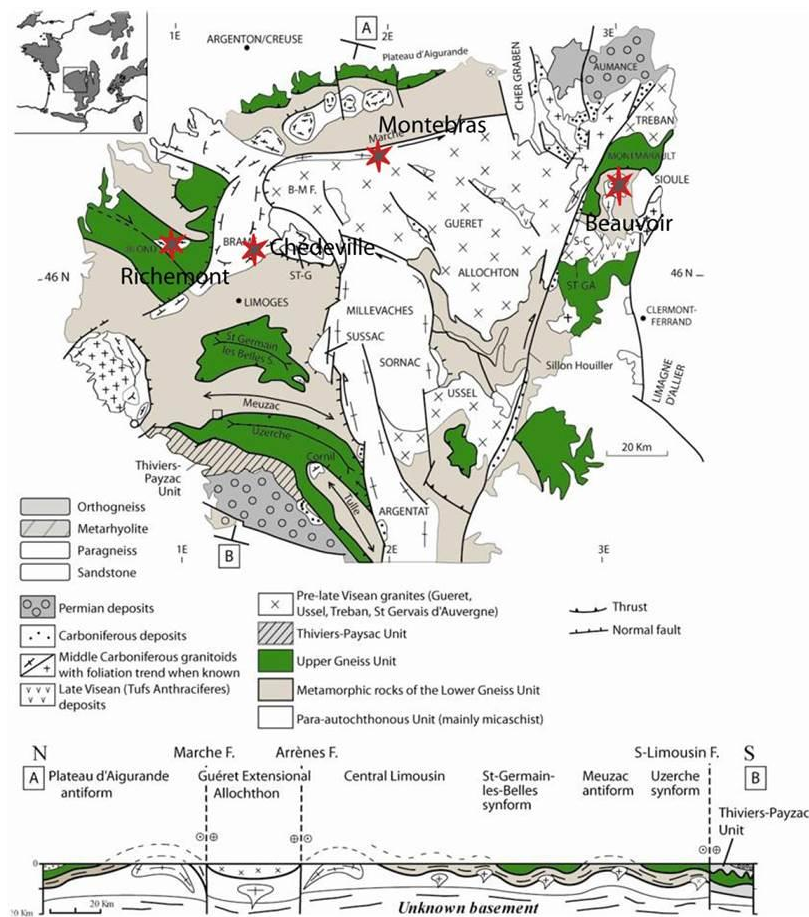 1E
ARGENTON/CREUSE
A
2E
Plateau d'Aigurande
CHER GRABEN
3E
AUMANCE
TREBAN
Marche
Montebras
MONTMARAULT
SIOULE
B-M F.
GUERET
Beauvoir
BLOND
BRAM
Chédeville
S-C
Richemont
ST-G
ALLOCHTON
46 N
46 N
ST GA
LIMOGES
MILLEVACHES
CLERMONT-
FERRAND
SUSSAC
St Germain
les Belles S.
SORNAC
Sillon Houiller
LIMAGNE
D'ALLIER
USSEL
Meuzac
Uzerche
20 Km
Thiviers-
Payzac
Unit
Cornil
Tulle
ARGENTAT
B
1E
2E
3E
Orthogneiss
Metarhyolite
Paragneiss
Sandstone
Permian deposits
Carboniferous deposits
Middle Carboniferous granitoids
with foliation trend when known
Late Visean (Tufs Anthraciferes)
deposits
Pre-late Visean granites (Gueret,
Ussel, Treban, St Gervais d'Auvergne)
Thiviers-Paysac Unit
Upper Gneiss Unit
Metamorphic rocks of the Lower Gneiss Unit
Para-autochthonous Unit (mainly micaschist)
Thrust
Normal fault
N
Marche F.
Arrènes F.
S-Limousin F.
S
A
Plateau d'Aigurande
antiform
Guéret Extensional
Allochthon
Central Limousin
St-Germain-
les-Belles
synform
Meuzac
antiform
Uzerche
synform
B
Thiviers-Payzac
Unit
0
20 Km
20 Km
Unknown basement